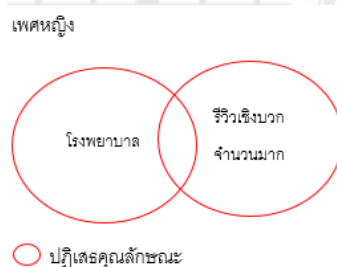 เพศหญิง
โรงพยาบาล
รีวิวเชิงบวก
จำนวนมาก
ปฏิเสธคุณลักษณะ